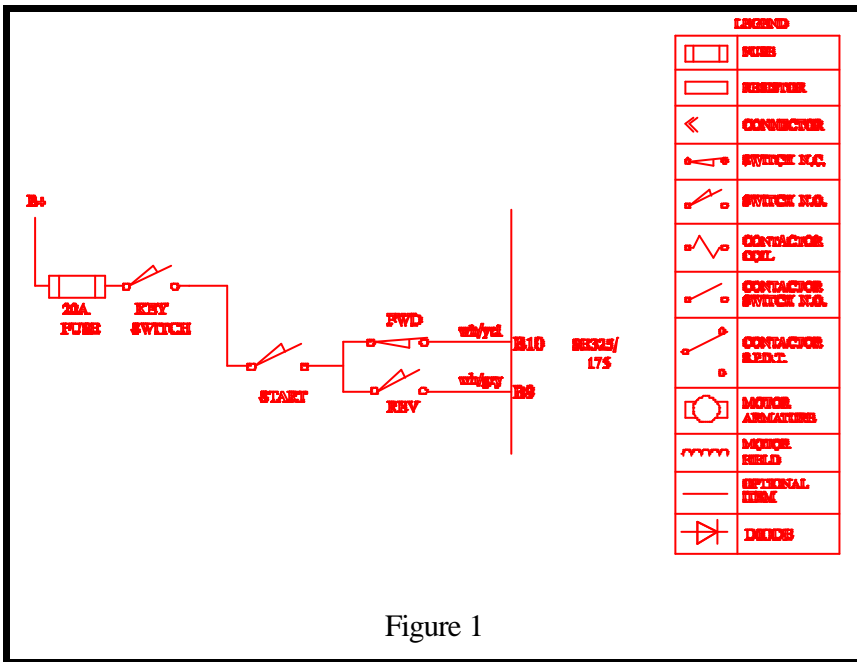 LEGEND
FUSE
RESISTOR
CONNECTOR
SWITCH N.C.
SWITCH N.O.
CONTACTOR
COIL
CONTACTOR
SWITCH N.O.
CONTACTOR
S.P.D.T.
MOTOR
ARMATURE
MOTOR
FIELD
OPTIONAL
ITEM
DIODE
B+
20A
FUSE
KEY
SWITCH
START
FWD
REV
wh/yel
wh/gry
B10
B9
175
Figure 1